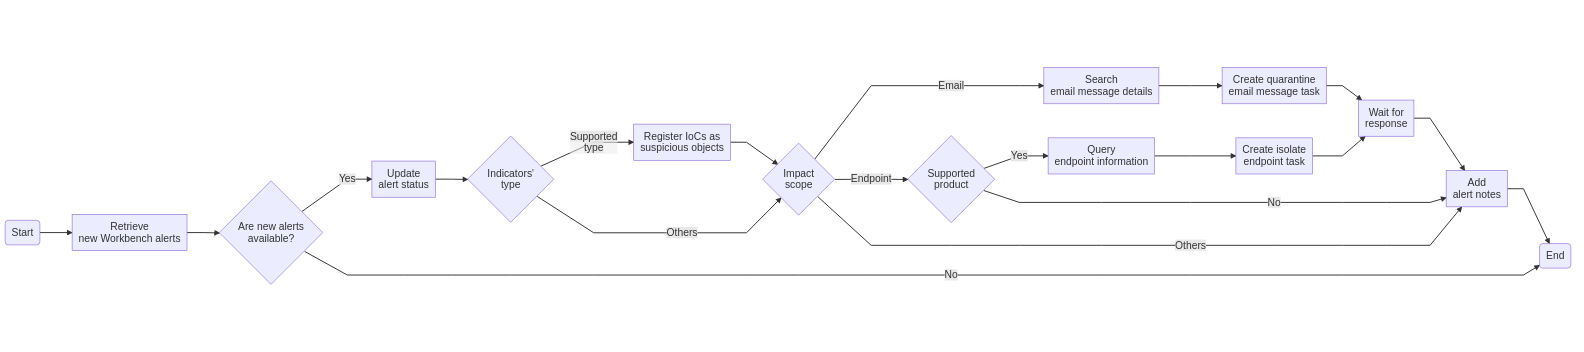 Start
Retrieve
new Workbench alerts
Are new alerts
available?
Yes
No
Update
alert status
Indicators'
type
Supported
type
Others
Register IoCs as
suspicious objects
Impact
scope
Email
Endpoint
Others
Search
email message details
Create quarantine
email message task
Supported
product
Yes
No
Query
endpoint information
Create isolate
endpoint task
Wait for
response
Add
alert notes
End